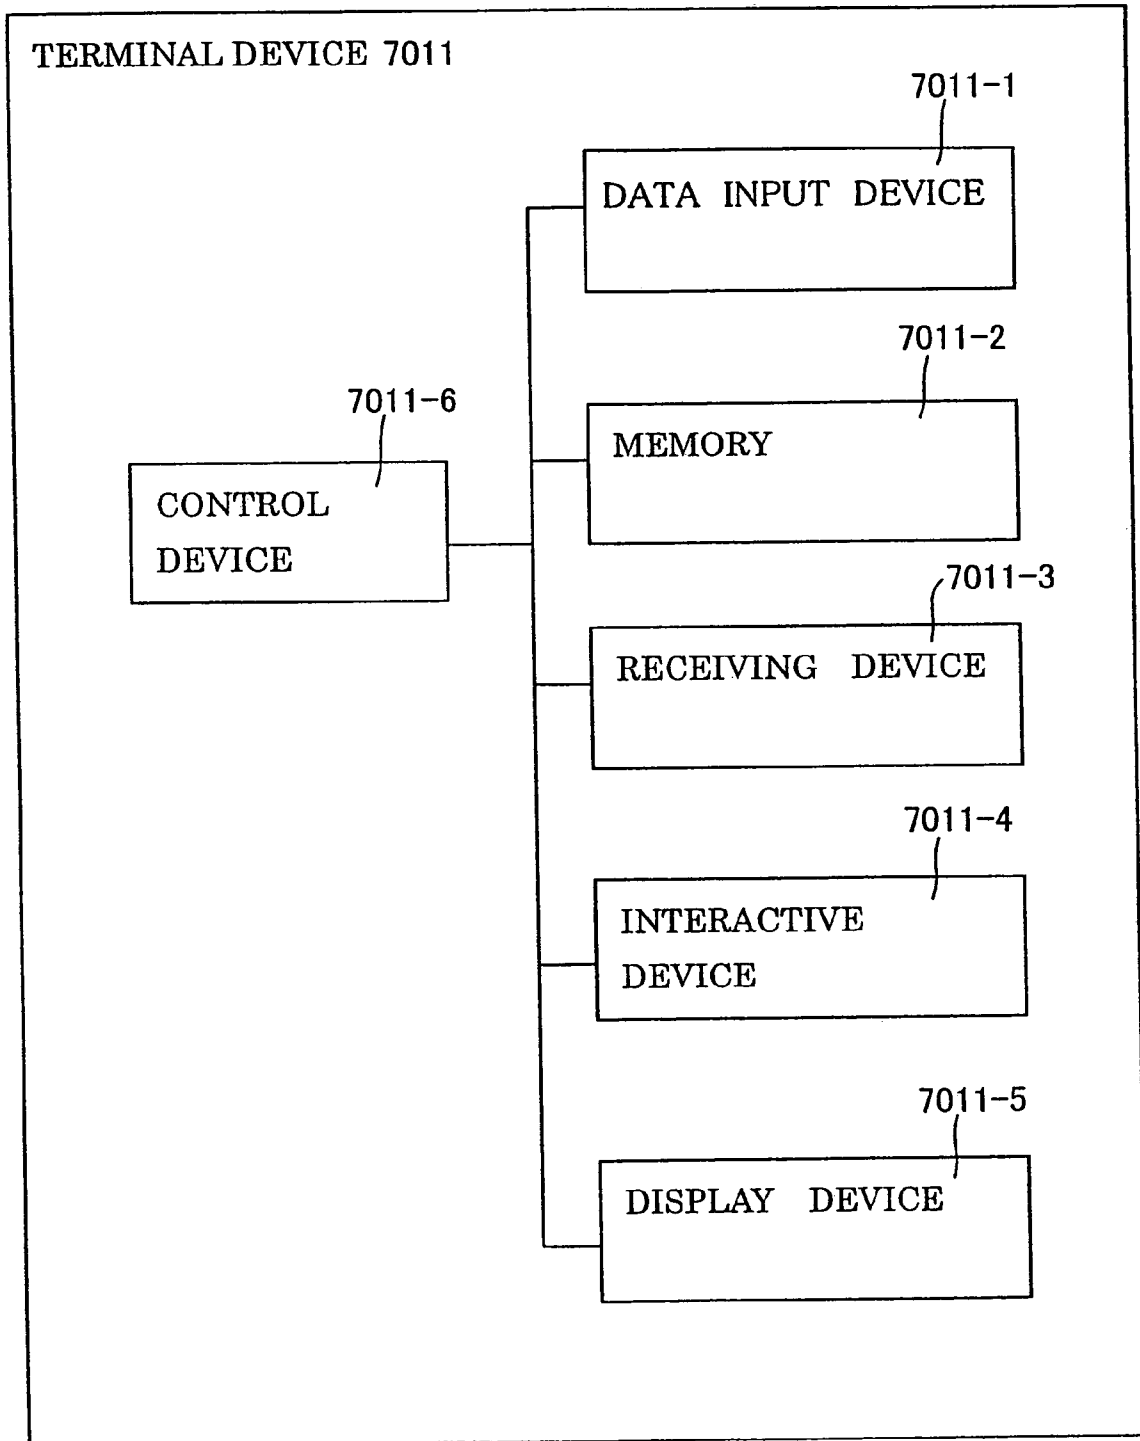 TERMINAL DEVICE 7011
7011-1
DATA INPUT DEVICE
7011-2
MEMORY
7011-6
CONTROL
DEVICE
7011-3
RECEIVING DEVICE
7011-4
INTERACTIVE
DEVICE
7011-5
DISPLAY DEVICE